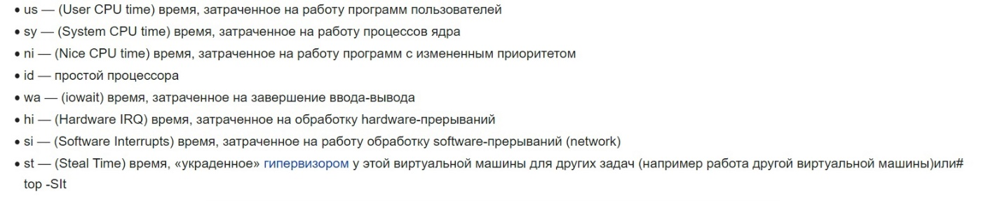 • us — (User CPU time) время, затраченное на работу программ пользователей
• sy — (System CPU time) время, затраченное на работу процессов ядра
• ni — (Nice CPU time) время, затраченное на работу программ с измененным приоритетом
• id — простой процессора
• wa — (iowait) время, затраченное на завершение ввода-вывода
• hi — (Hardware IRQ) время, затраченное на обработку hardware-прерываний
• si — (Software Interrupts) время, затраченное на работу обработку software-прерываний (network)
• st — (Steal Time) время, «украденное» гипервизором у этой виртуальной машины для других задач (например работа другой виртуальной машины)или#
top -SIt